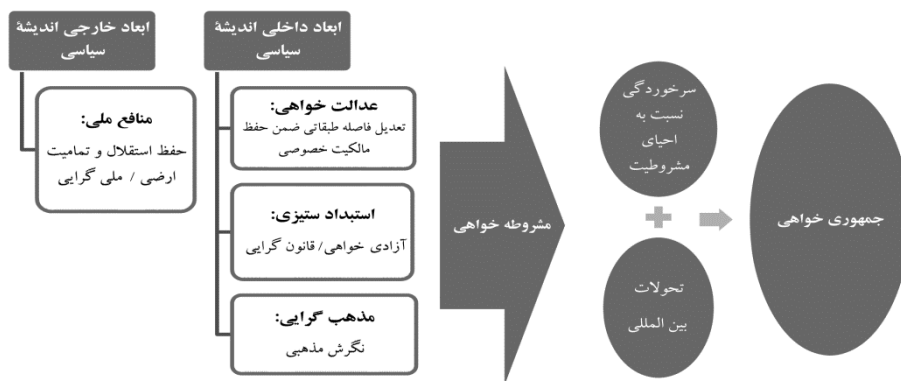 ابعاد خارجی اندیشهٔ
سیاسی
منافع ملی:
حفظ استقلال و تمامیت
ارضی / ملی گرایی
ابعاد داخلی اندیشهٔ
سیاسی
عدالت خواهی:
تعدیل فاصله طبقاتی ضمن حفظ
مالکیت خصوصی
استبداد ستیزی:
آزادی خواهی/ قانون گرایی
مذهب گرایی:
نگرش مذهبی
مشروطه خواهی
سرخوردگی
نسبت به
احیای
مشروطیت
+
تحولات
بین المللی
جمهوری خواهی